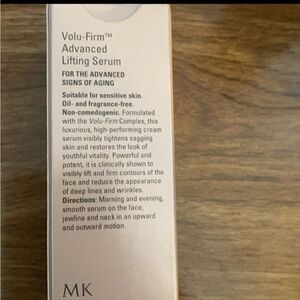 Volu-Firm™
Advanced
Lifting Serum
FOR THE ADVANCED
SIGNS OF AGING
Suitable for sensitive skin.
Oil- and fragrance-free.
Non-comedogenic. Formulated
with the Volu-Firm Complex, this
luxurious, high-performing cream
serum visibly tightens sagging
skin and restores the look of
youthful vitality. Powerful and
potent, it is clinically shown to
visibly lift and firm contours of the
face and reduce the appearance
of deep lines and wrinkles.
Directions: Morning and evening,
smooth serum on the face,
jawline and neck in an upward
and outward motion.
MK